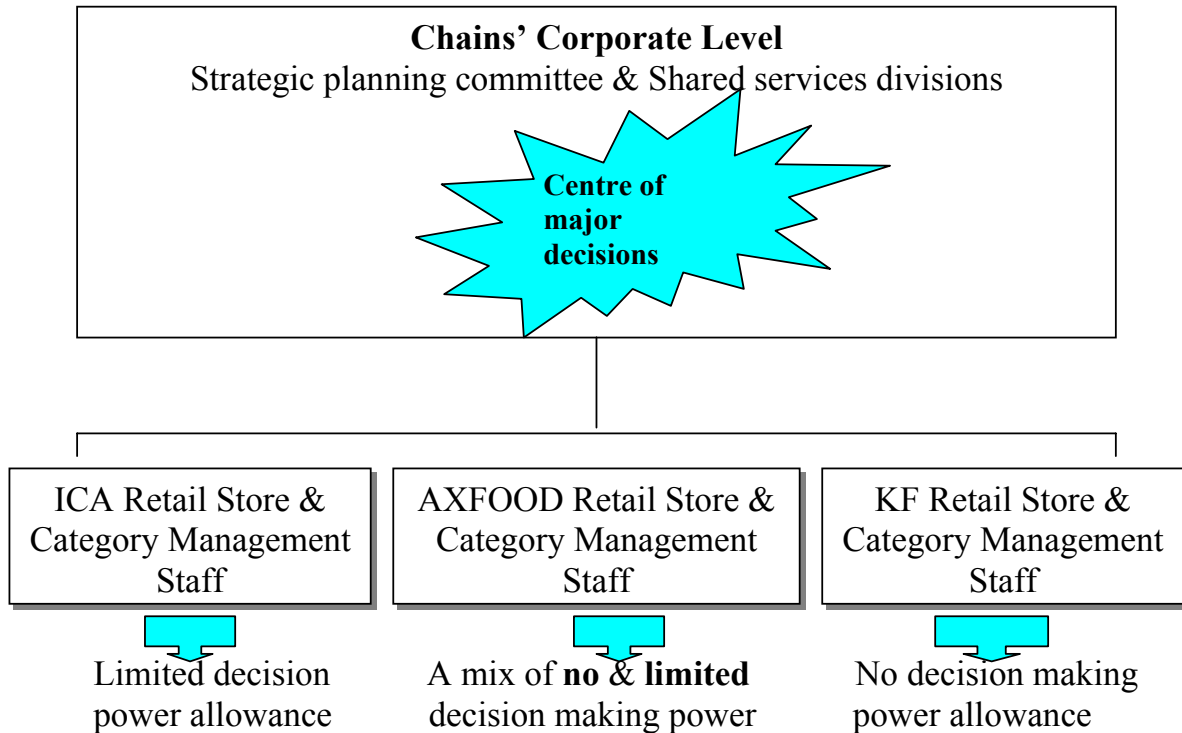 Chains’ Corporate Level
Strategic planning committee & Shared services divisions
Centre of
major
decisions
ICA Retail Store &
Category Management
Staff
AXFOOD Retail Store &
Category Management
Staff
KF Retail Store &
Category Management
Staff
Limited decision
power allowance
A mix of no & limited
decision making power
No decision making
power allowance